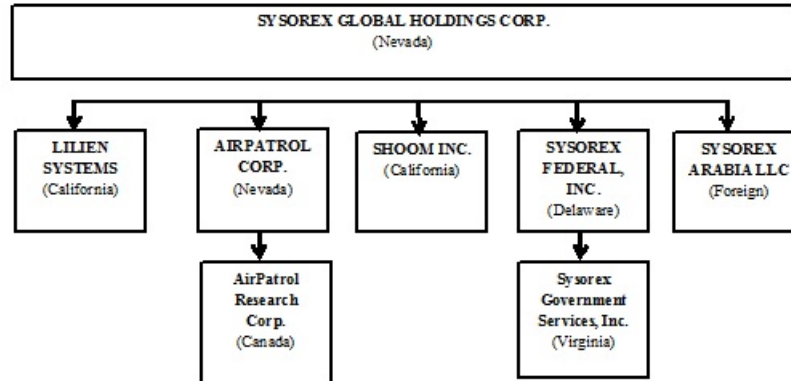 SYSOREX GLOBAL HOLDINGS CORP.
(Nevada)
LILIEN
SYSTEMS
(California)
AIRPATROL
CORP.
(Nevada)
SHOOM INC.
(California)
SYSOREX
FEDERAL,
INC.
(Delaware)
SYSOREX
ARABIA LLC
(Foreign)
AirPatrol
Research
Corp.
(Canada)
Sysorex
Government
Services, Inc.
(Virginia)